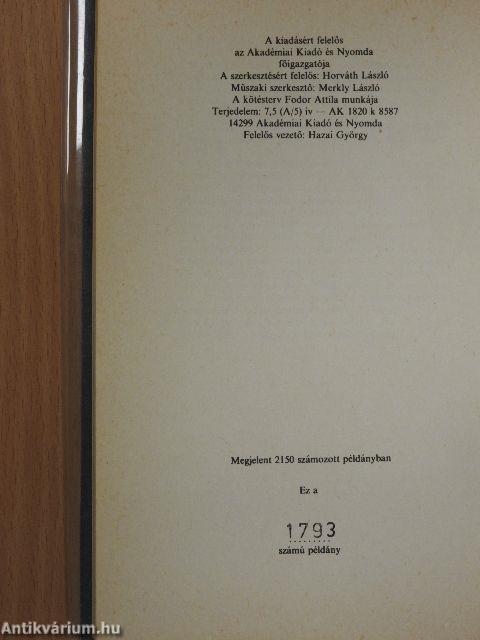 A kiadásért felelős
az Akadémiai Kiadó és Nyomda
főigazgatója
A szerkesztésért felelős: Horváth László
Műszaki szerkesztő: Merkly László
A kötésterv Fodor Attila munkája
Terjedelem: 7,5 (A/5) ív — AK 1820 k 8587
14299 Akadémiai Kiadó és Nyomda
Felelős vezető: Hazai György
Megjelent 2150 számozott példányban
Ez a
1793
számú példány
Antikvárium.hu